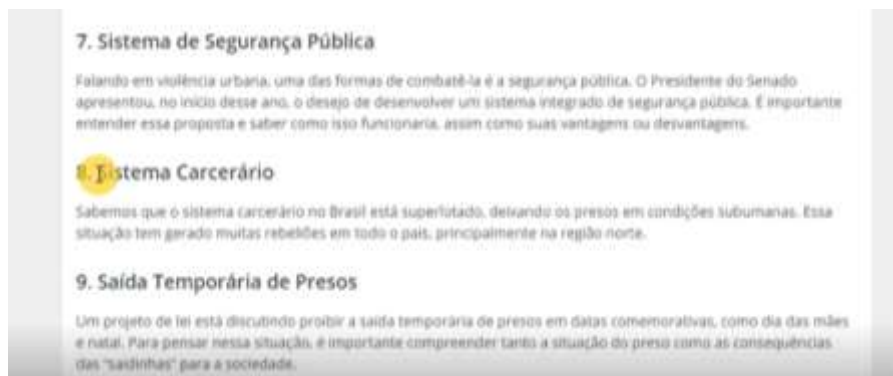 7. Sistema de Segurança Pública
Falando em violência urbana, uma das formas de combatê-la é a segurança pública. O Presidente do Senado
apresentou, no início desse ano, o desejo de desenvolver um sistema integrado de segurança pública. É importante
entender essa proposta e saber como isso funcionaria, assim como suas vantagens ou desvantagens.
8. Sistema Carcerário
Sabemos que o sistema carcerário no Brasil está superlotado, deixando os presos em condições subumanas. Essa
situação tem gerado muitas rebeliões em todo o país, principalmente na região norte.
9. Saída Temporária de Presos
Um projeto de lei está discutindo proibir a saída temporária de presos em datas comemorativas, como dia das mães
e natal. Para pensar nessa situação, é importante compreender tanto a situação do preso como as consequências
das "saidinhas" para a sociedade.